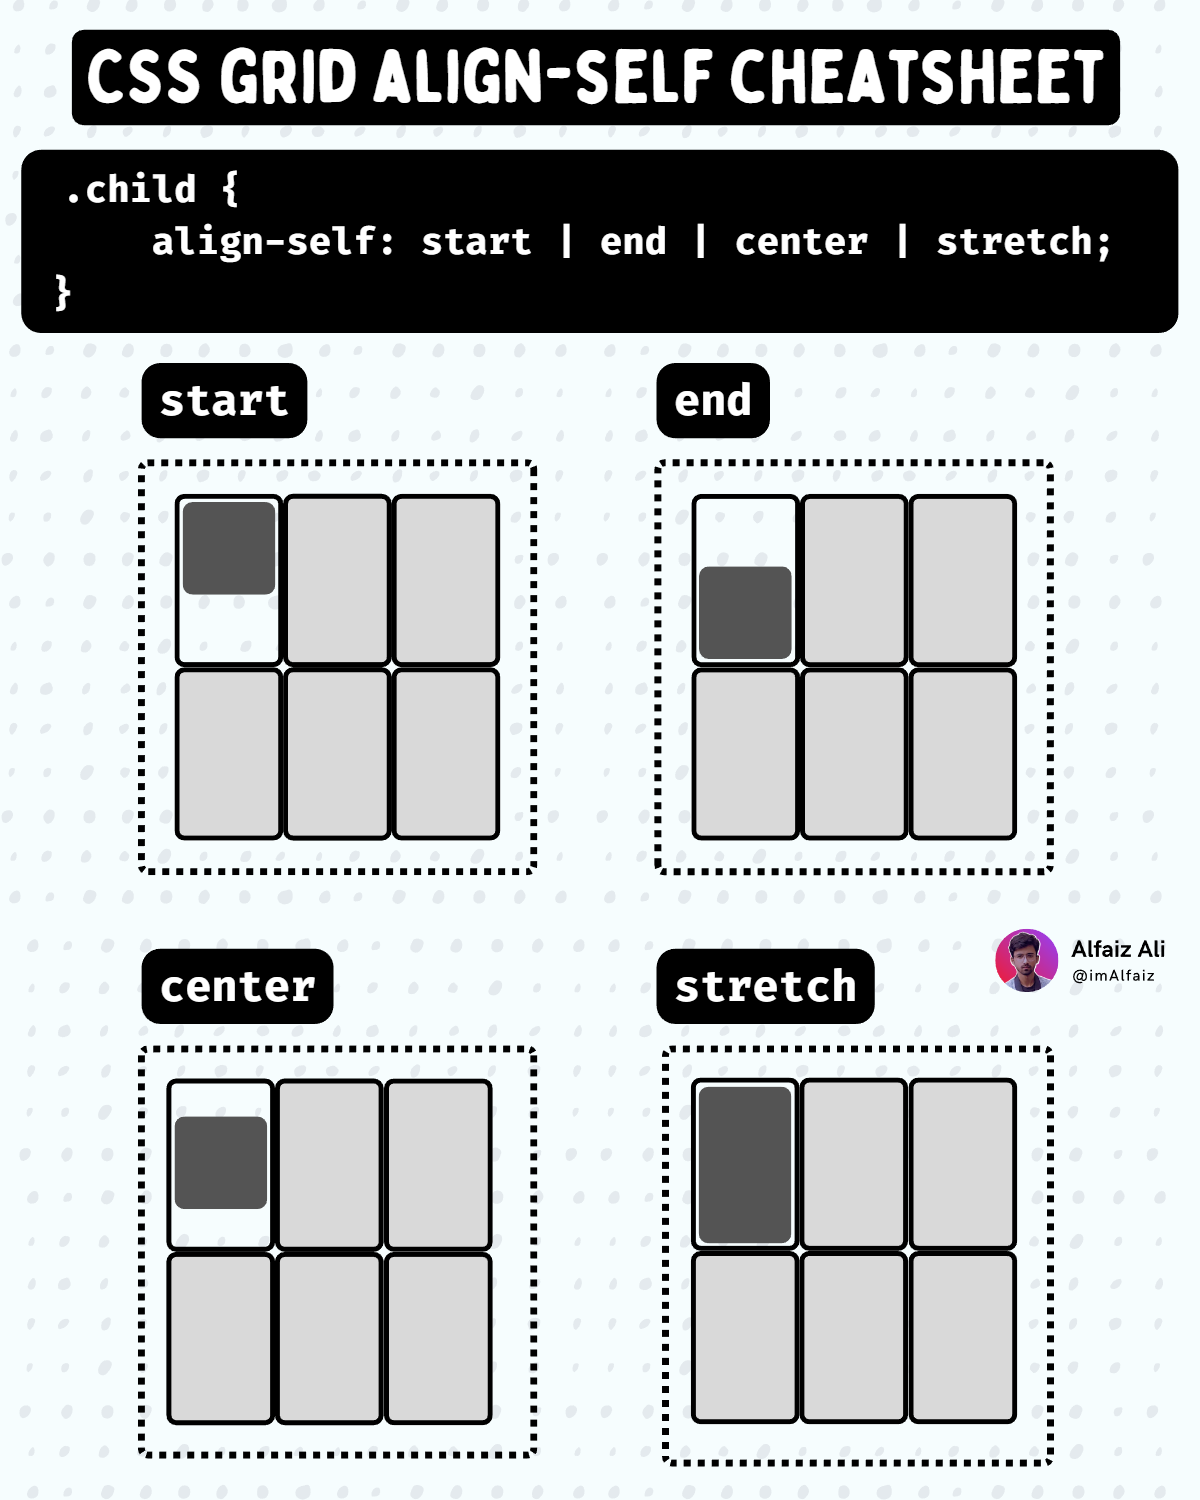 CSS GRID ALIGN-SELF CHEATSHEET
.child {
align-self: start | end | center | stretch;
}
start
end
center
stretch
Alfaiz Ali
@imAlfaiz